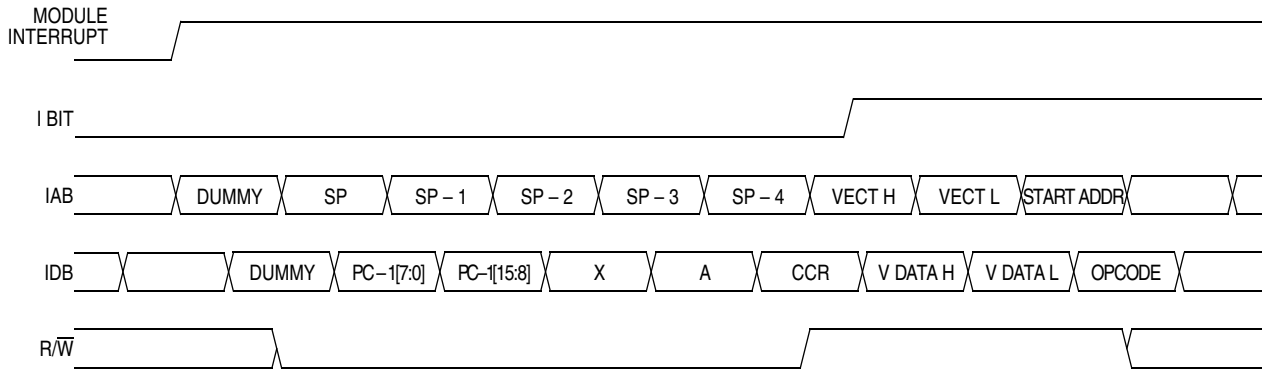 MODULE
INTERRUPT
I BIT
IAB DUMMY SP SP – 1 SP – 2 SP – 3 SP – 4 VECT H VECT L START ADDR
IDB DUMMY PC – 1[7:0] PC–1[15:8] X A CCR V DATA H V DATA L OPCODE
R/W̅